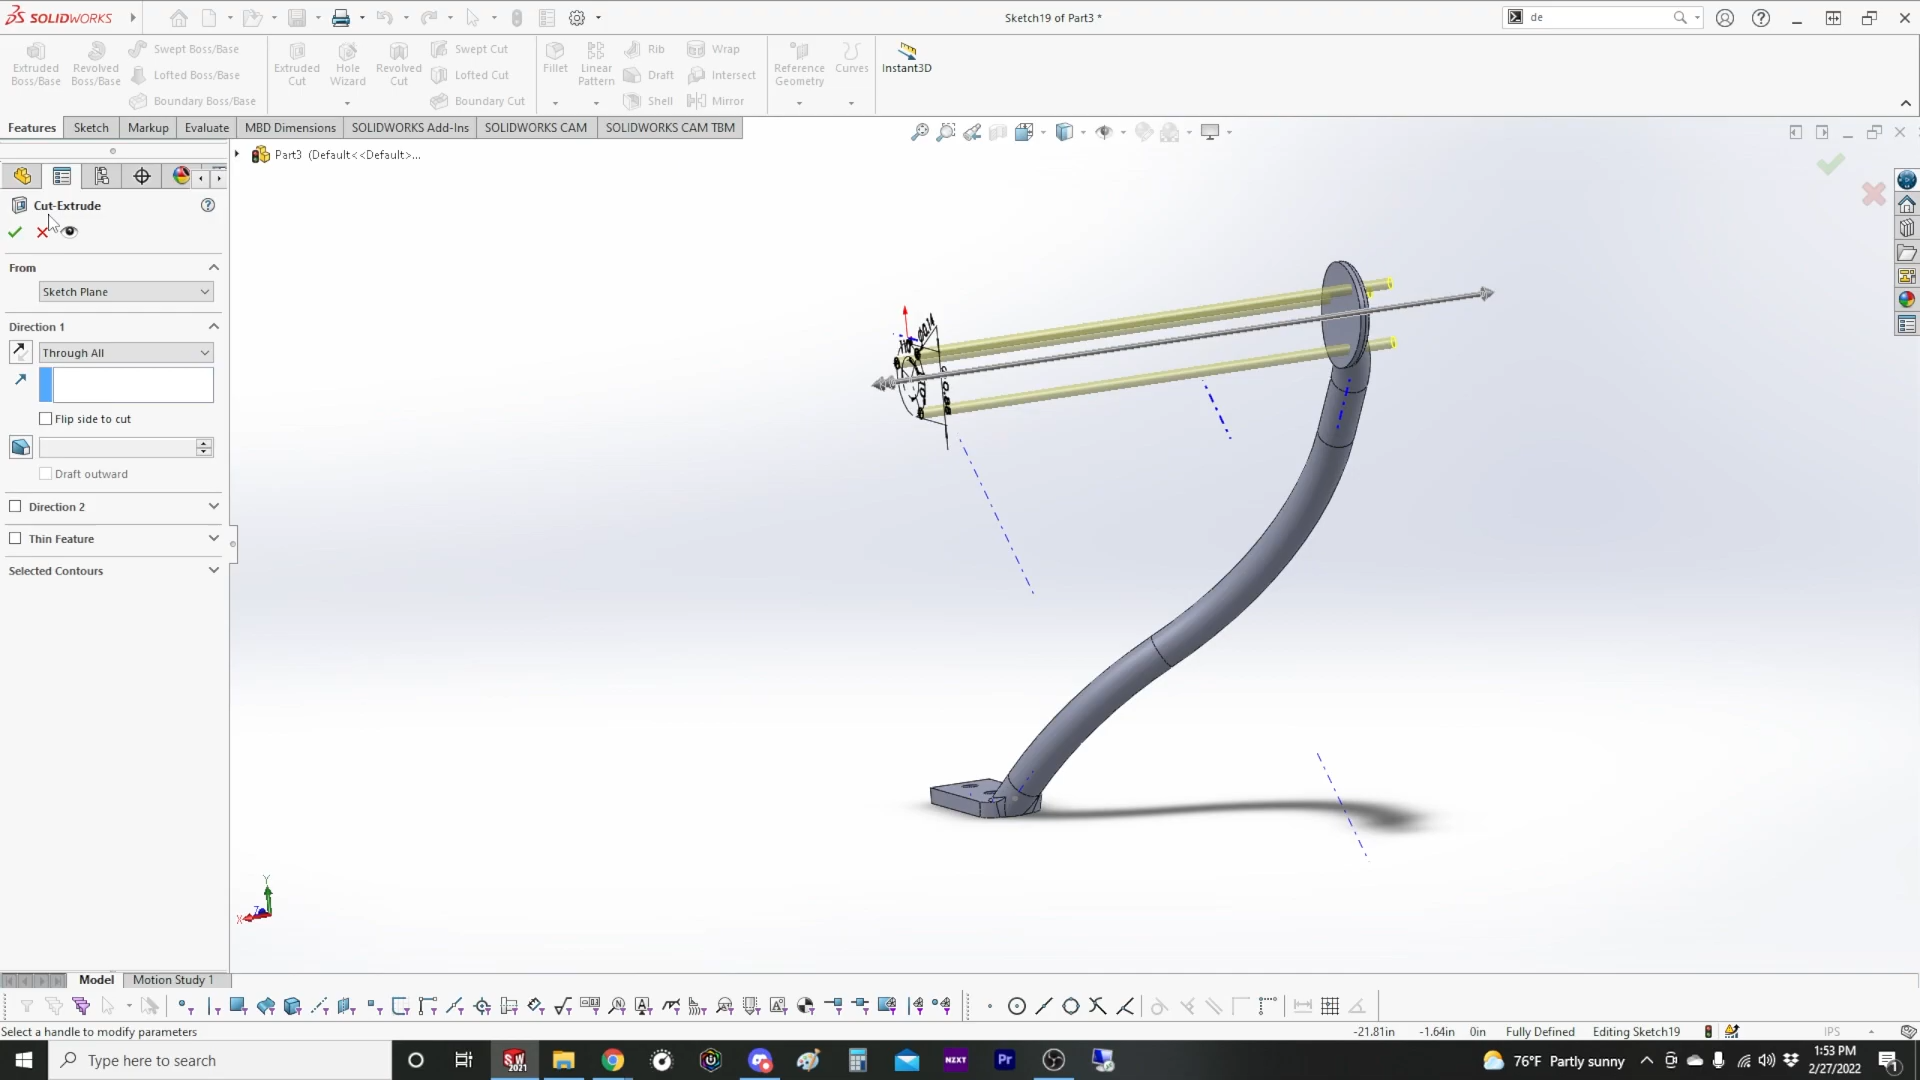 SOLIDWORKS
Sketch19 of Part3 *
de
Extruded Boss/Base
Revolved Boss/Base
Swept Boss/Base
Lofted Boss/Base
Boundary Boss/Base
Extruded Cut
Hole Wizard
Revolved Cut
Swept Cut
Lofted Cut
Boundary Cut
Fillet
Linear Pattern
Rib
Draft
Shell
Wrap
Intersect
Mirror
Reference Geometry
Curves
Instant3D
Features Sketch Markup Evaluate MBD Dimensions SOLIDWORKS Add-Ins SOLIDWORKS CAM SOLIDWORKS CAM TBM
Part3 (Default<<Default>...
Cut-Extrude
From
Sketch Plane
Direction 1
Through All
Flip side to cut
Draft outward
Direction 2
Thin Feature
Selected Contours
Y
X
Z
Model Motion Study 1
Select a handle to modify parameters
-21.81in -1.64in 0in Fully Defined Editing Sketch19 IPS
Type here to search
SW 2021
NZXT
Pr
76°F Partly sunny
1:53 PM
2/27/2022
1